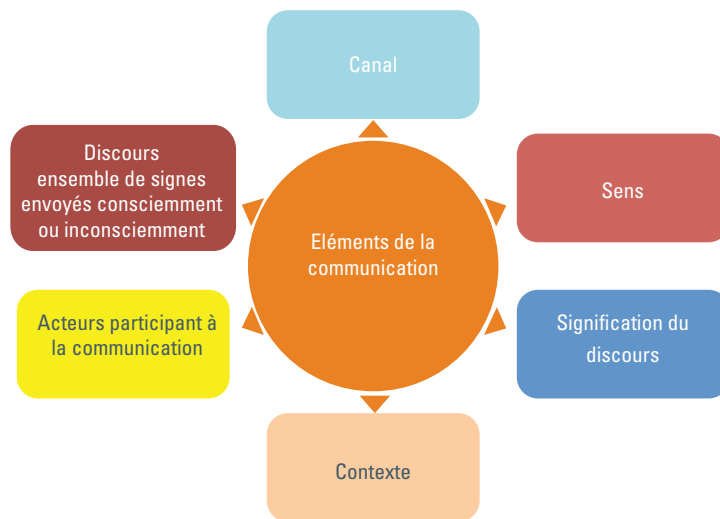 Canal
Discours
ensemble de signes
envoyés consciemment
ou inconsciemment
Sens
Eléments de la
communication
Acteurs participant à
la communication
Signification du
discours
Contexte